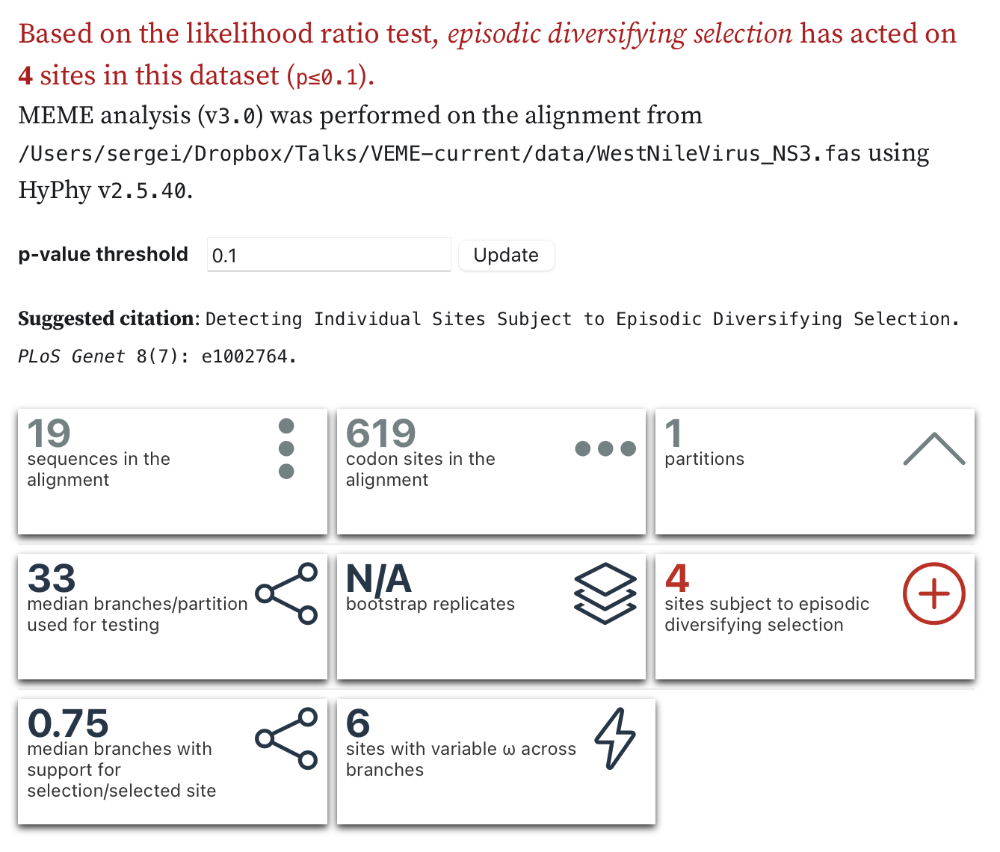 Based on the likelihood ratio test, episodic diversifying selection has acted on
4 sites in this dataset (p≤0.1).
MEME analysis (v3.0) was performed on the alignment from
/Users/sergei/Dropbox/Talks/VEME-current/data/WestNileVirus_NS3.fas using
HyPhy v2.5.40.
p-value threshold 0.1 Update
Suggested citation: Detecting Individual Sites Subject to Episodic Diversifying Selection.
PLoS Genet 8(7): e1002764.
19
sequences in the
alignment
619
codon sites in the
alignment
1
partitions
33
median branches/partition
used for testing
N/A
bootstrap replicates
4
sites subject to episodic
diversifying selection
0.75
median branches with
support for
selection/selected site
6
sites with variable ω across
branches